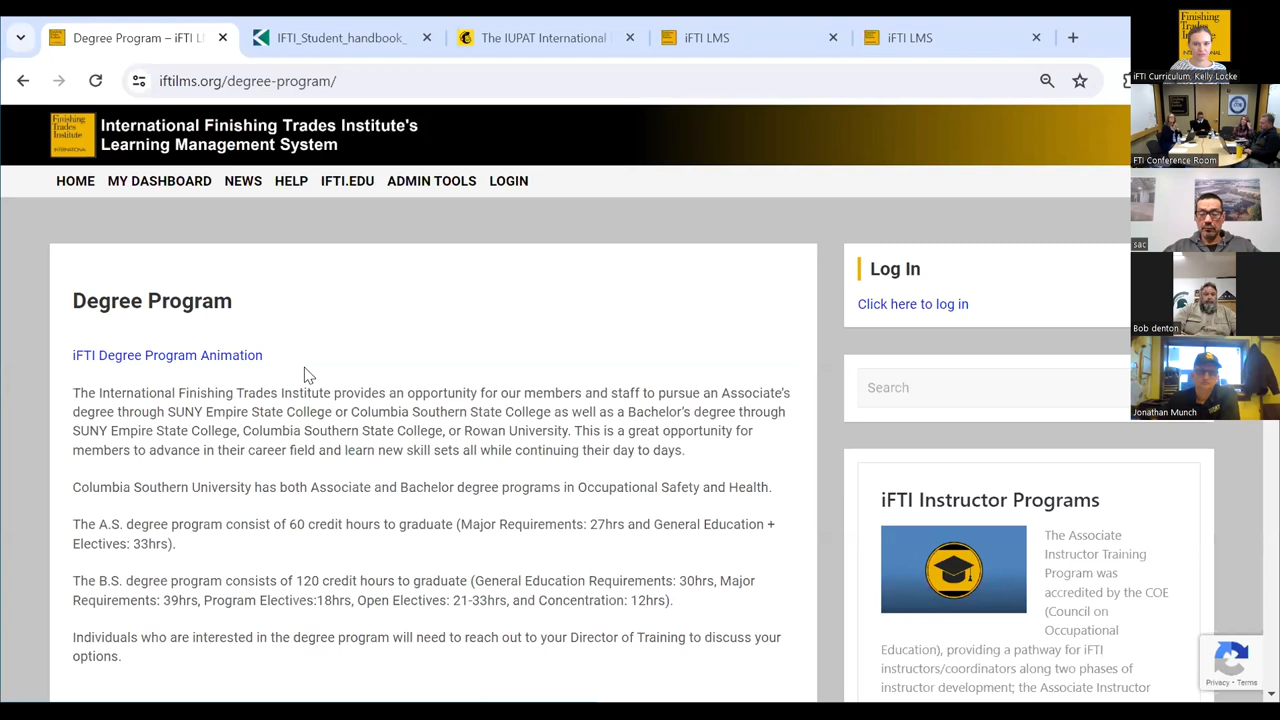 Degree Program – iFTI L
IFTI_Student_handbook_
IUPAT International
iFTI LMS
iFTI LMS
iftilms.org/degree-program/
Finishing
Trades
Institute
INTERNATIONAL
International Finishing Trades Institute's
Learning Management System
HOME MY DASHBOARD NEWS HELP IFTI.EDU ADMIN TOOLS LOGIN
Degree Program
iFTI Degree Program Animation
The International Finishing Trades Institute provides an opportunity for our members and staff to pursue an Associate's
degree through SUNY Empire State College or Columbia Southern State College as well as a Bachelor's degree through
SUNY Empire State College, Columbia Southern State College, or Rowan University. This is a great opportunity for
members to advance in their career field and learn new skill sets all while continuing their day to days.
Columbia Southern University has both Associate and Bachelor degree programs in Occupational Safety and Health.
The A.S. degree program consist of 60 credit hours to graduate (Major Requirements: 27hrs and General Education +
Electives: 33hrs).
The B.S. degree program consists of 120 credit hours to graduate (General Education Requirements: 30hrs, Major
Requirements: 39hrs, Program Electives:18hrs, Open Electives: 21-33hrs, and Concentration: 12hrs).
Individuals who are interested in the degree program will need to reach out to your Director of Training to discuss your
options.
Log In
Click here to log in
Search
iFTI Instructor Programs
The Associate
Instructor Training
Program was
accredited by the COE
(Council on
Occupational
Education), providing a pathway for iFTI
instructors/coordinators along two phases of
instructor development; the Associate Instructor
Privacy • Terms
Finishing
Trades
iFTI Curriculum, Kelly Locke
FTI Conference Room
sac
Bob denton
Jonathan Munch